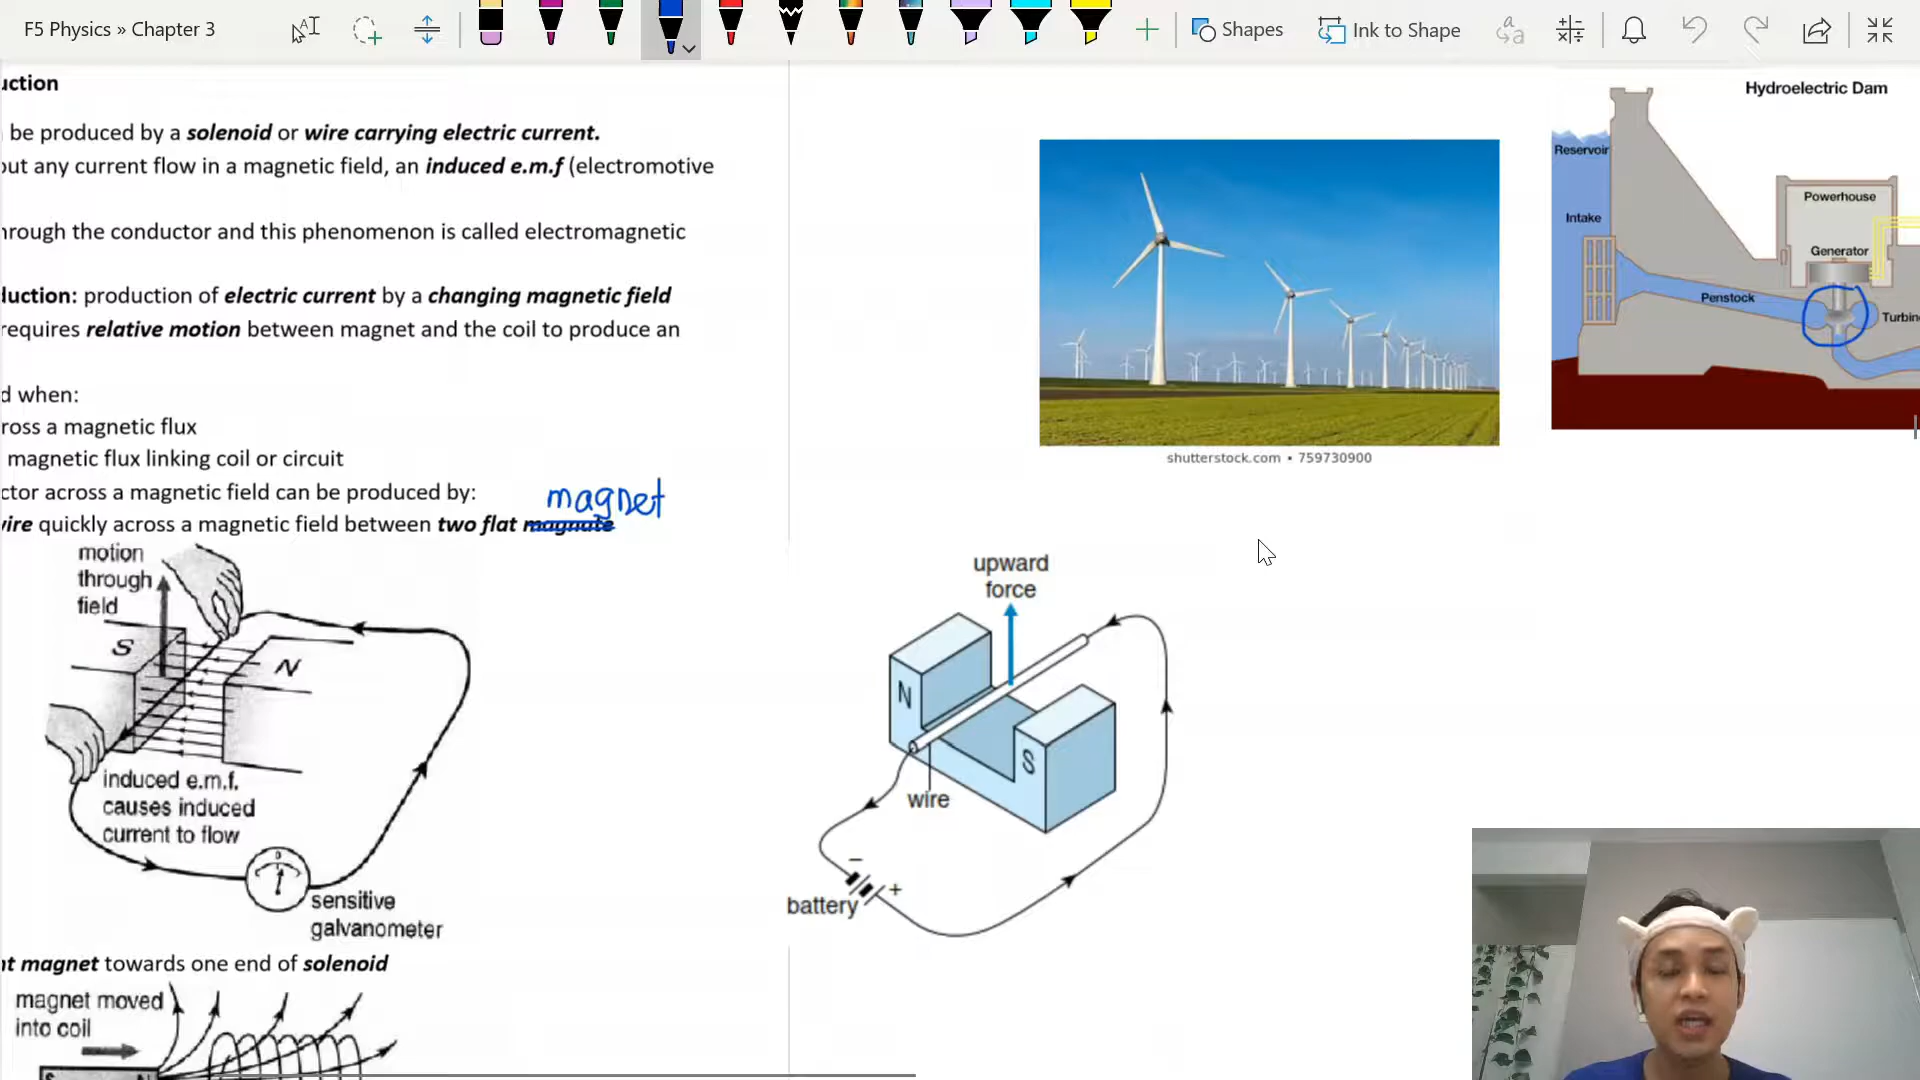 F5 Physics » Chapter 3
Shapes
Ink to Shape
uction
be produced by a solenoid or wire carrying electric current.
out any current flow in a magnetic field, an induced e.m.f (electromotive
hrough the conductor and this phenomenon is called electromagnetic
duction: production of electric current by a changing magnetic field
requires relative motion between magnet and the coil to produce an
d when:
ross a magnetic flux
magnetic flux linking coil or circuit
ctor across a magnetic field can be produced by:
magnet
wire quickly across a magnetic field between two flat magnate
motion
through
field
S
N
induced e.m.f.
causes induced
current to flow
0
sensitive
galvanometer
nt magnet towards one end of solenoid
magnet moved
into coil
S
N
shutterstock.com • 759730900
Hydroelectric Dam
Reservoir
Intake
Powerhouse
Generator
Penstock
Turbin
upward
force
N
S
wire
−
+
battery